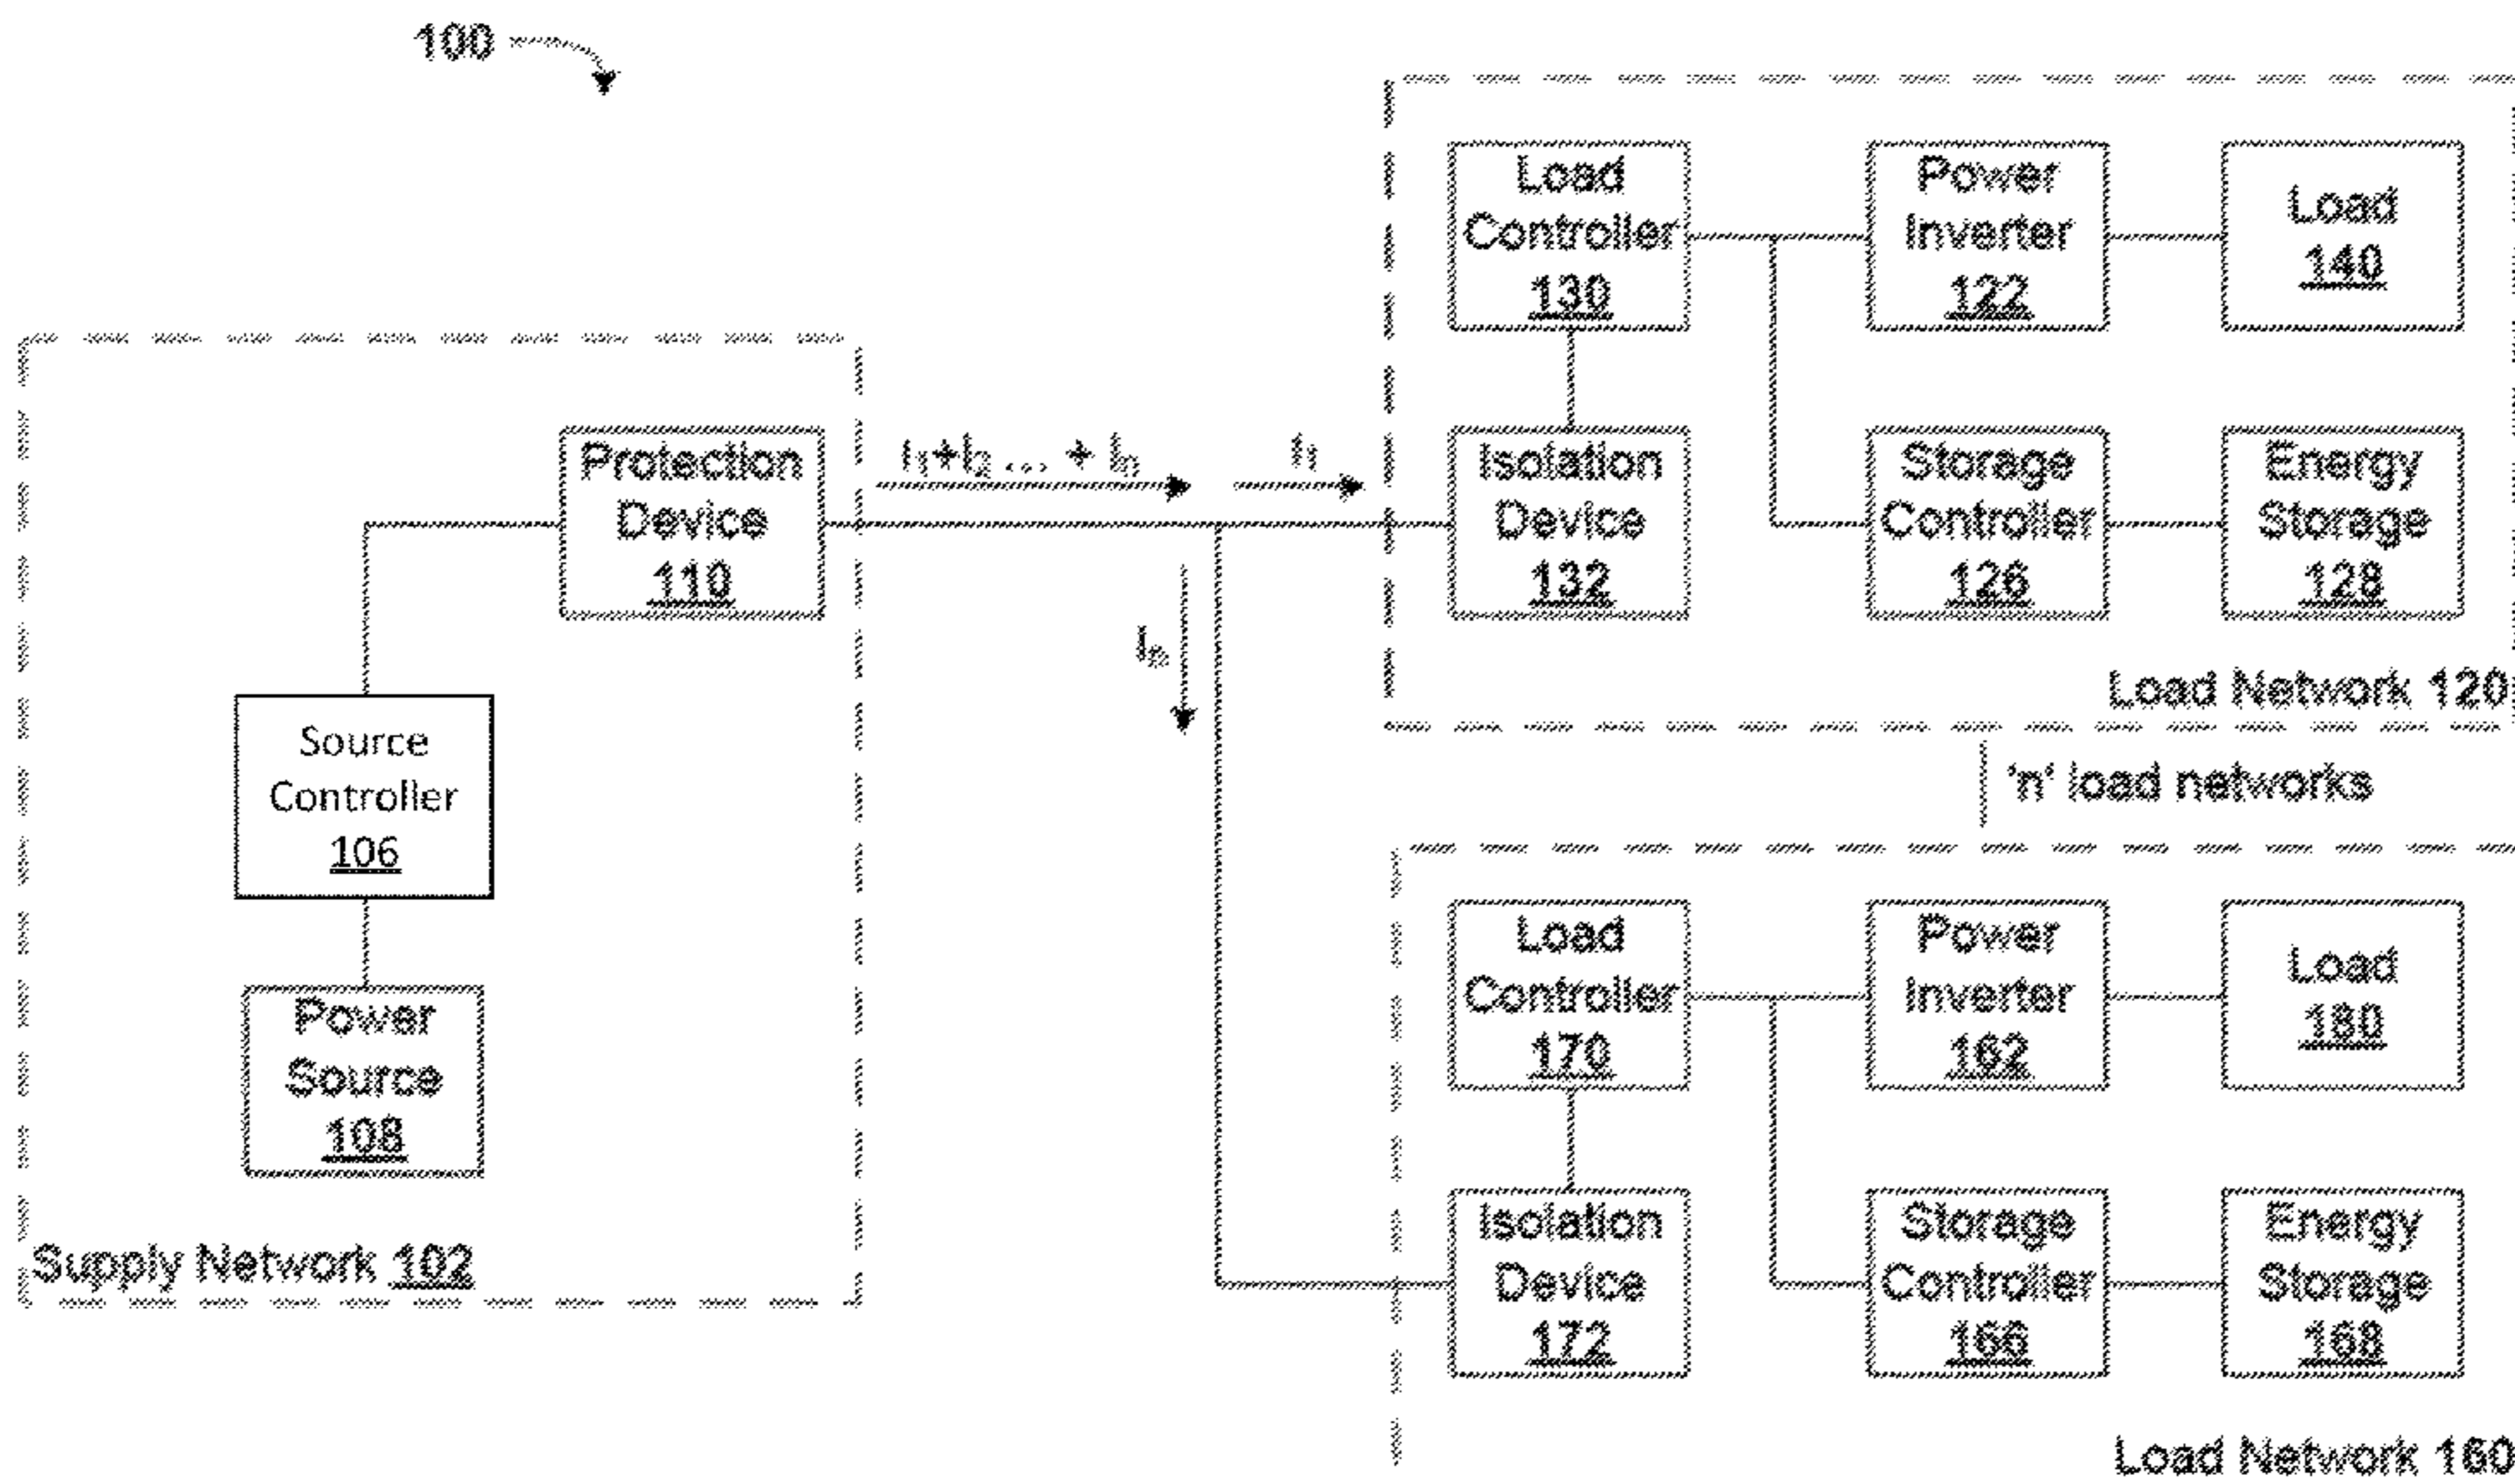 100
Load
Controller
130
Power
Inverter
122
Load
140
Protection
Device
110
I1+I2 ... + In
I1
Isolation
Device
132
Storage
Controller
126
Energy
Storage
128
In
Load Network 120
Source
Controller
106
'n' load networks
Load
Controller
170
Power
Inverter
162
Load
180
Power
Source
108
Isolation
Device
172
Storage
Controller
166
Energy
Storage
168
Supply Network 102
Load Network 160